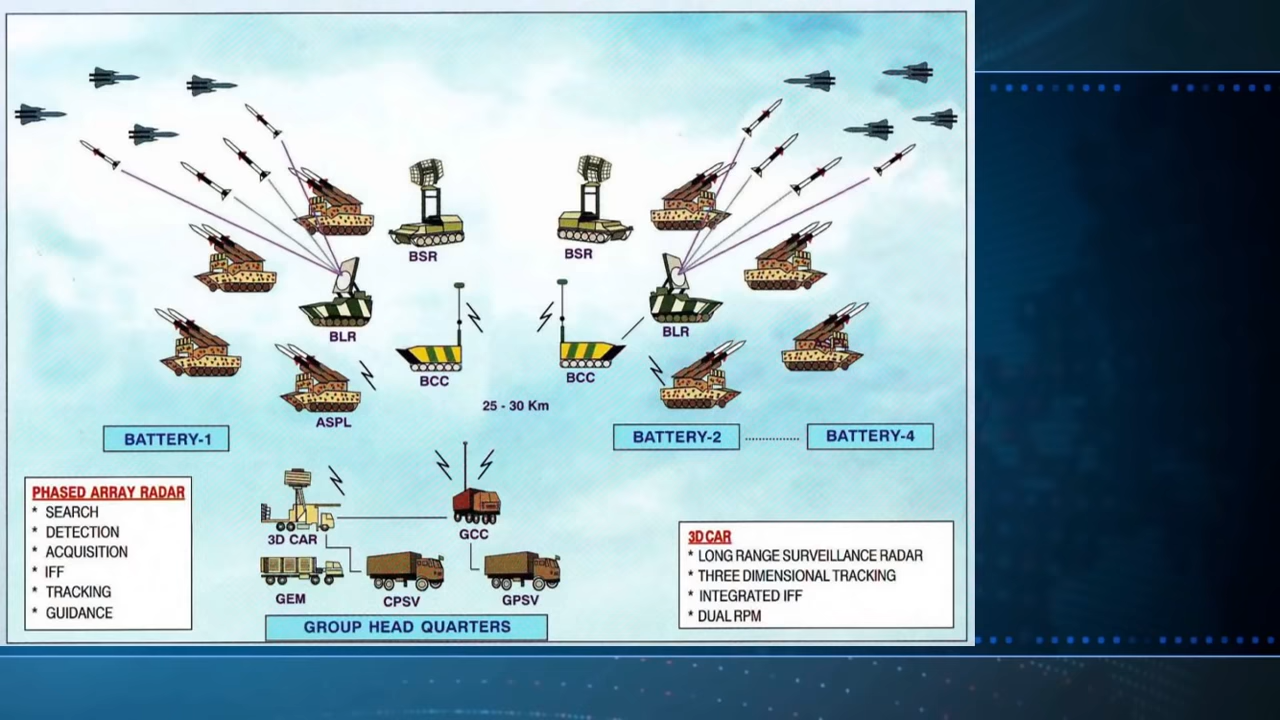 BSR
BSR
BLR
BLR
BCC
BCC
25 - 30 Km
ASPL
BATTERY-1
BATTERY-2
BATTERY-4
PHASED ARRAY RADAR
* SEARCH
* DETECTION
* ACQUISITION
* IFF
* TRACKING
* GUIDANCE
3D CAR
GCC
GEM
CPSV
GPSV
GROUP HEAD QUARTERS
3D CAR
* LONG RANGE SURVEILLANCE RADAR
* THREE DIMENSIONAL TRACKING
* INTEGRATED IFF
* DUAL RPM